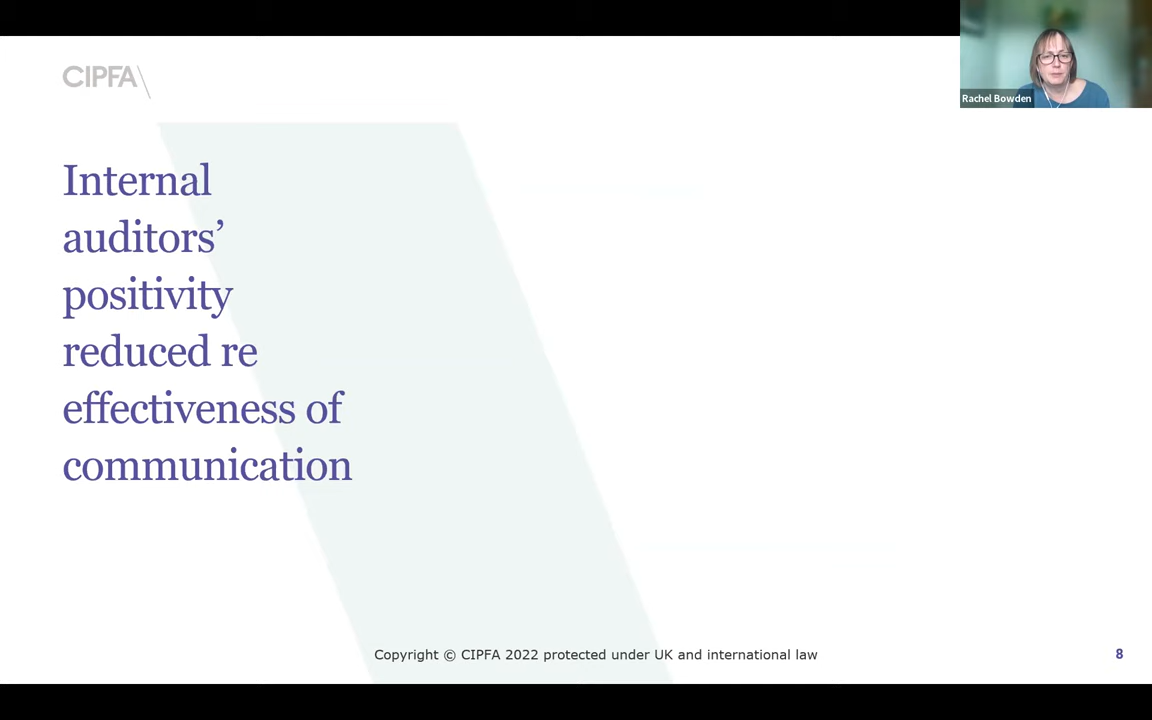 CIPFA
Rachel Bowden
Internal
auditors’
positivity
reduced re
effectiveness of
communication
Copyright © CIPFA 2022 protected under UK and international law
8